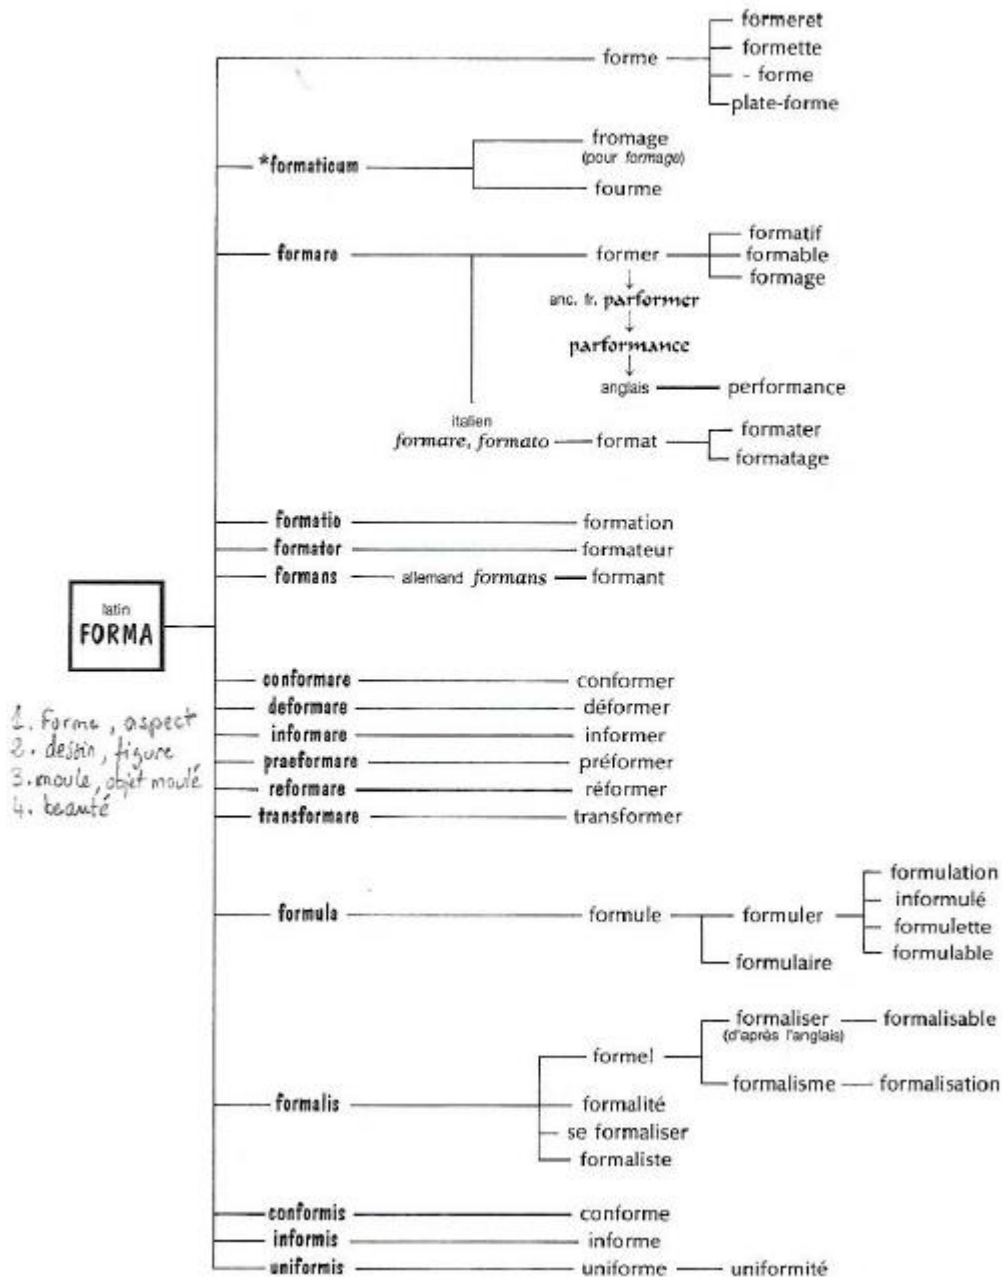 formeret
forme formette
- forme
plate-forme
*formaticum fromage
(pour formage)
fourme
formare former formatif
formable
formage
anc. fr. parformer
parformance
anglais performance
italien
formare, formato format formater
formatage
formatio formation
formator formateur
formans allemand formans formant
latin
FORMA
1. Forme, aspect
2. dessin, figure
3. moule, objet moulé
4. beauté
conformare conformer
deformare déformer
informare informer
praeformare préformer
reformare réformer
transformare transformer
formula formule formuler formulation
informulé
formulette
formulable
formulaire
formalis formel formaliser formalisable
(d'après l'anglais)
formalisme formalisation
formalité
se formaliser
formaliste
conformis conforme
informis informe
uniformis uniforme uniformité